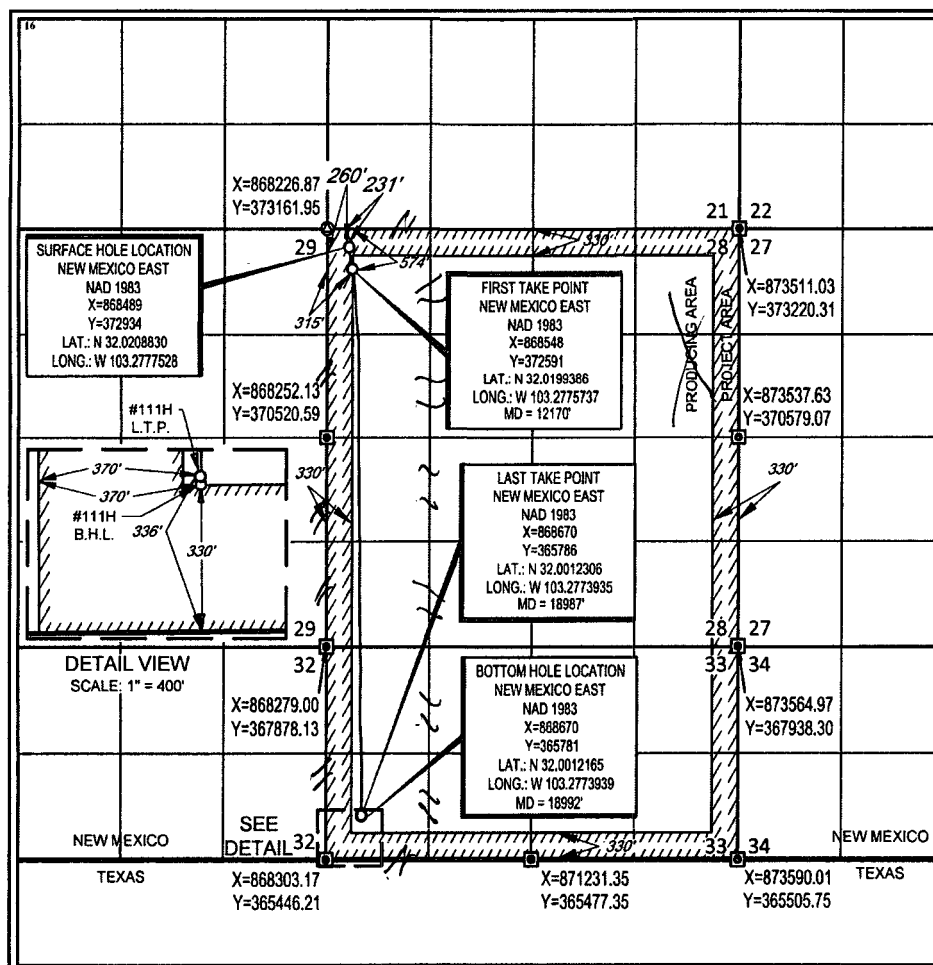 16
260' 231'
X=868226.87
Y=373161.95
21 22
29
28 27
330'
574'
315'
SURFACE HOLE LOCATION
NEW MEXICO EAST
NAD 1983
X=868489
Y=372934
LAT.: N 32.0208830
LONG.: W 103.2777528
FIRST TAKE POINT
NEW MEXICO EAST
NAD 1983
X=868548
Y=372591
LAT.: N 32.0199386
LONG.: W 103.2775737
MD = 12170'
PRODUCING AREA
PROJECT AREA
X=873511.03
Y=373220.31
X=868252.13
Y=370520.59
X=873537.63
Y=370579.07
#111H
L.T.P.
370'
370'
#111H
B.H.L.
336'
330'
330'
330'
LAST TAKE POINT
NEW MEXICO EAST
NAD 1983
X=868670
Y=365786
LAT.: N 32.0012306
LONG.: W 103.2773935
MD = 18987'
29
32
28 27
33 34
DETAIL VIEW
SCALE: 1" = 400'
X=868279.00
Y=367878.13
X=873564.97
Y=367938.30
BOTTOM HOLE LOCATION
NEW MEXICO EAST
NAD 1983
X=868670
Y=365781
LAT.: N 32.0012165
LONG.: W 103.2773939
MD = 18992'
SEE
DETAIL
32
330'
33 34
NEW MEXICO
TEXAS
NEW MEXICO
TEXAS
X=868303.17
Y=365446.21
X=871231.35
Y=365477.35
X=873590.01
Y=365505.75